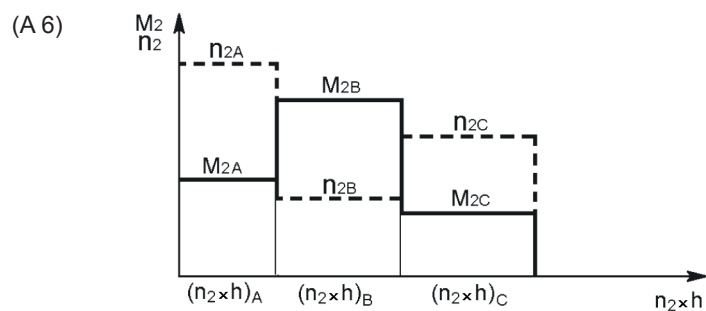 (A 6)
M2
n2
n2A
M2B
n2C
M2A
n2B
M2C
(n2×h)A
(n2×h)B
(n2×h)C
n2×h